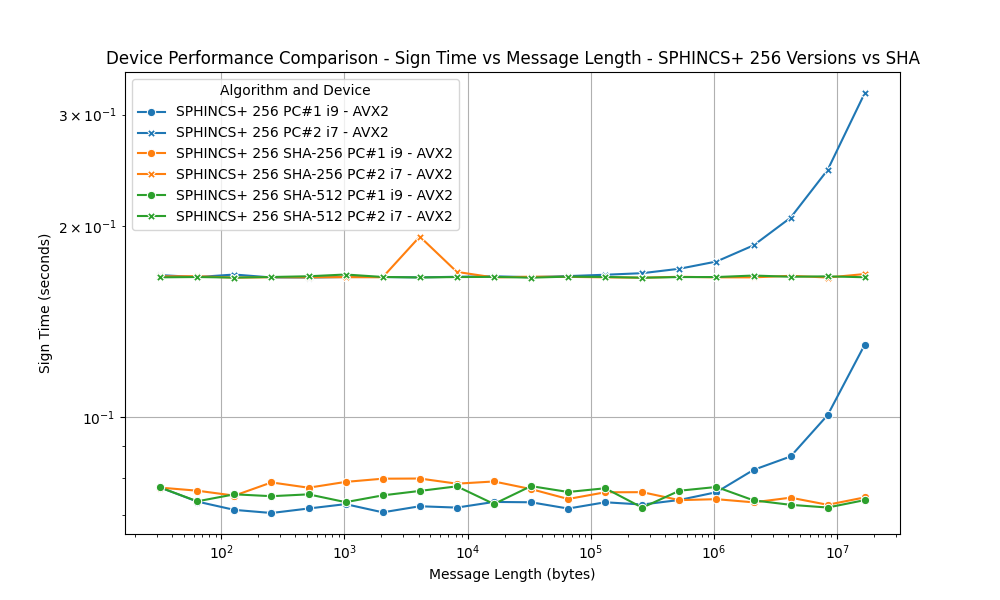 Device Performance Comparison - Sign Time vs Message Length - SPHINCS+ 256 Versions vs SHA
Algorithm and Device
SPHINCS+ 256 PC#1 i9 - AVX2
SPHINCS+ 256 PC#2 i7 - AVX2
SPHINCS+ 256 SHA-256 PC#1 i9 - AVX2
SPHINCS+ 256 SHA-256 PC#2 i7 - AVX2
SPHINCS+ 256 SHA-512 PC#1 i9 - AVX2
SPHINCS+ 256 SHA-512 PC#2 i7 - AVX2
3 × 10⁻¹
2 × 10⁻¹
10⁻¹
Sign Time (seconds)
10² 10³ 10⁴ 10⁵ 10⁶ 10⁷
Message Length (bytes)